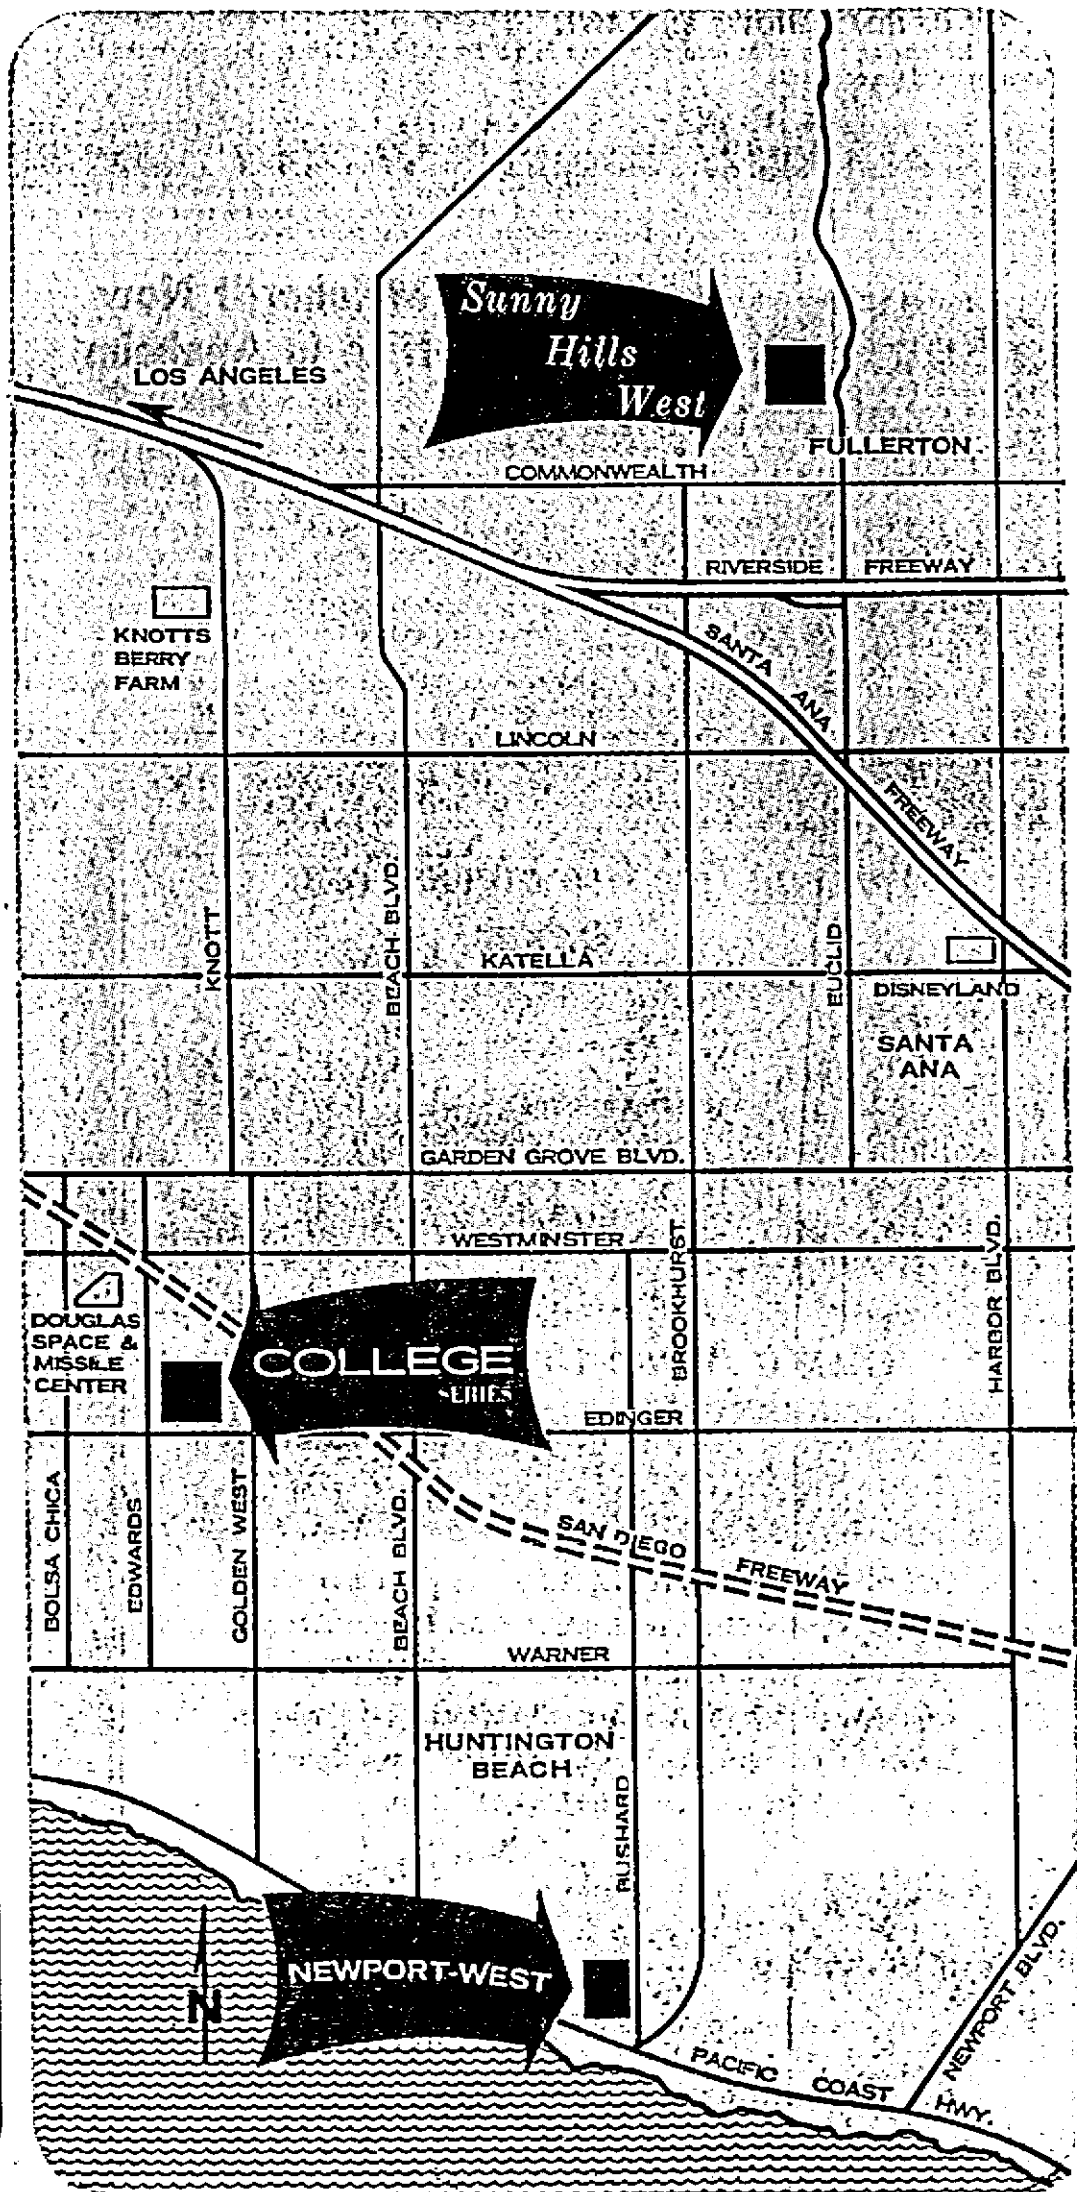 Sunny
Hills
West
LOS ANGELES
FULLERTON
COMMONWEALTH
RIVERSIDE FREEWAY
KNOTTS
BERRY
FARM
SANTA ANA FREEWAY
LINCOLN
KNOTT
BEACH BLVD.
KATELLA
EUCLID
DISNEYLAND
SANTA
ANA
GARDEN GROVE BLVD.
WESTMINSTER
BROOKHURST
HARBOR BLVD.
DOUGLAS
SPACE &
MISSILE
CENTER
COLLEGE
SERIES
EDINGER
BOLSA CHICA
EDWARDS
GOLDEN WEST
BEACH BLVD.
SAN DIEGO FREEWAY
WARNER
HUNTINGTON
BEACH
BUSHARD
N
NEWPORT-WEST
NEWPORT BLVD.
PACIFIC COAST HWY.